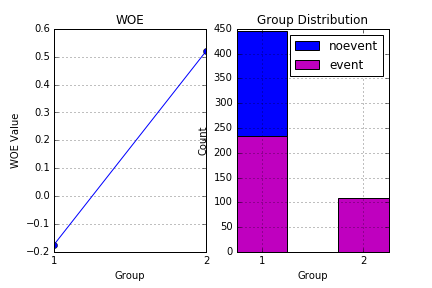 WOE
WOE Value
0.6
0.5
0.4
0.3
0.2
0.1
0.0
−0.1
−0.2
1 2
Group
Group Distribution
Count
450
400
350
300
250
200
150
100
50
0
noevent
event
1 2
Group